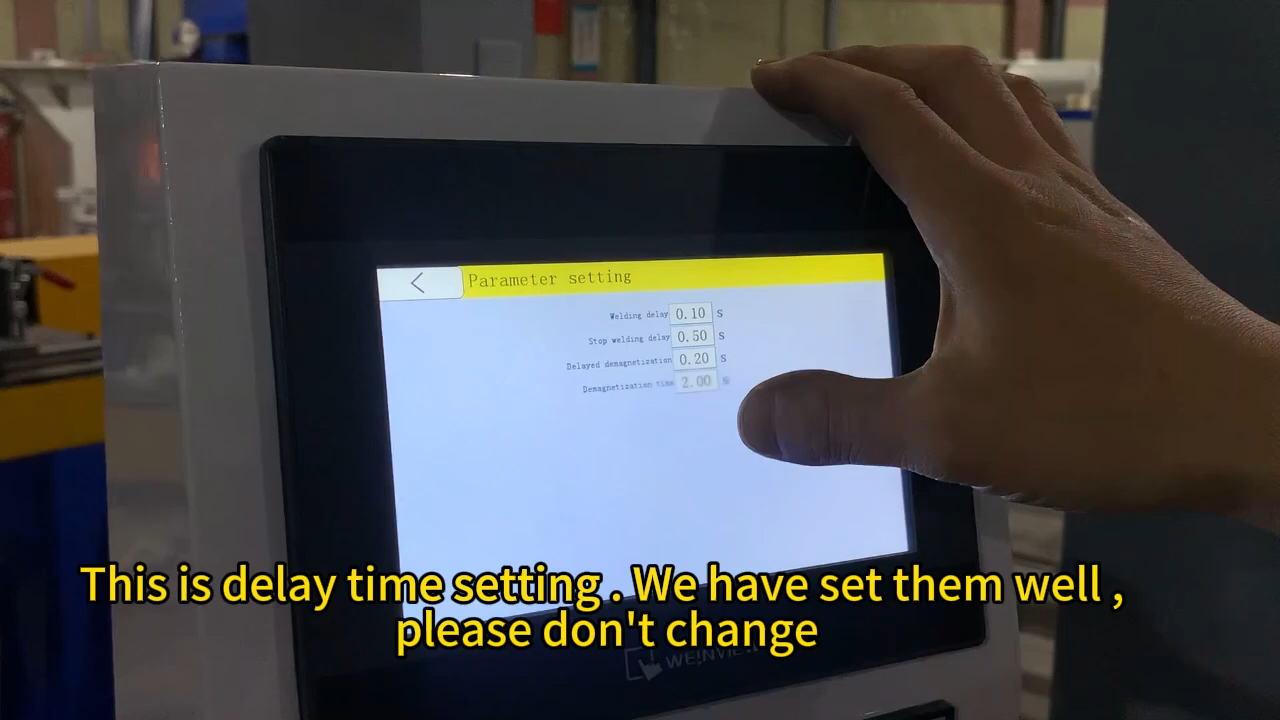 <
Parameter setting
Welding delay 0.10 S
Stop welding delay 0.50 S
Delayed demagnetization 0.20 S
Demagnetization time 2.00 S
This is delay time setting . We have set them well ,
please don't change